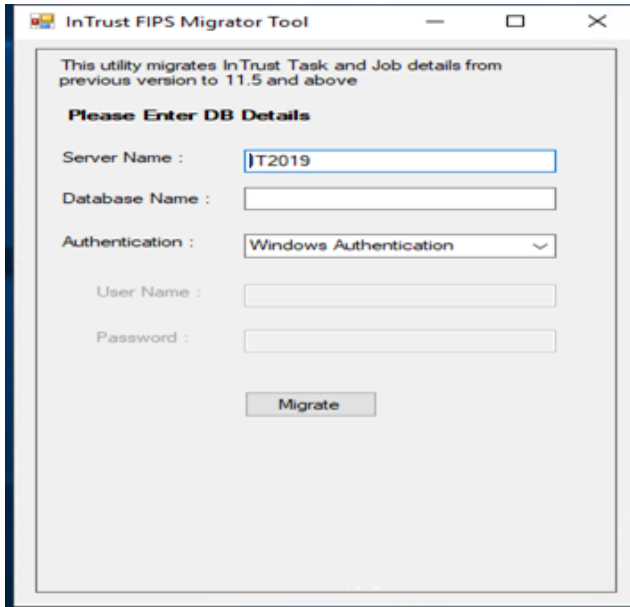 InTrust FIPS Migrator Tool
This utility migrates InTrust Task and Job details from
previous version to 11.5 and above
Please Enter DB Details
Server Name :
IT2019
Database Name :
Authentication :
Windows Authentication
User Name :
Password :
Migrate